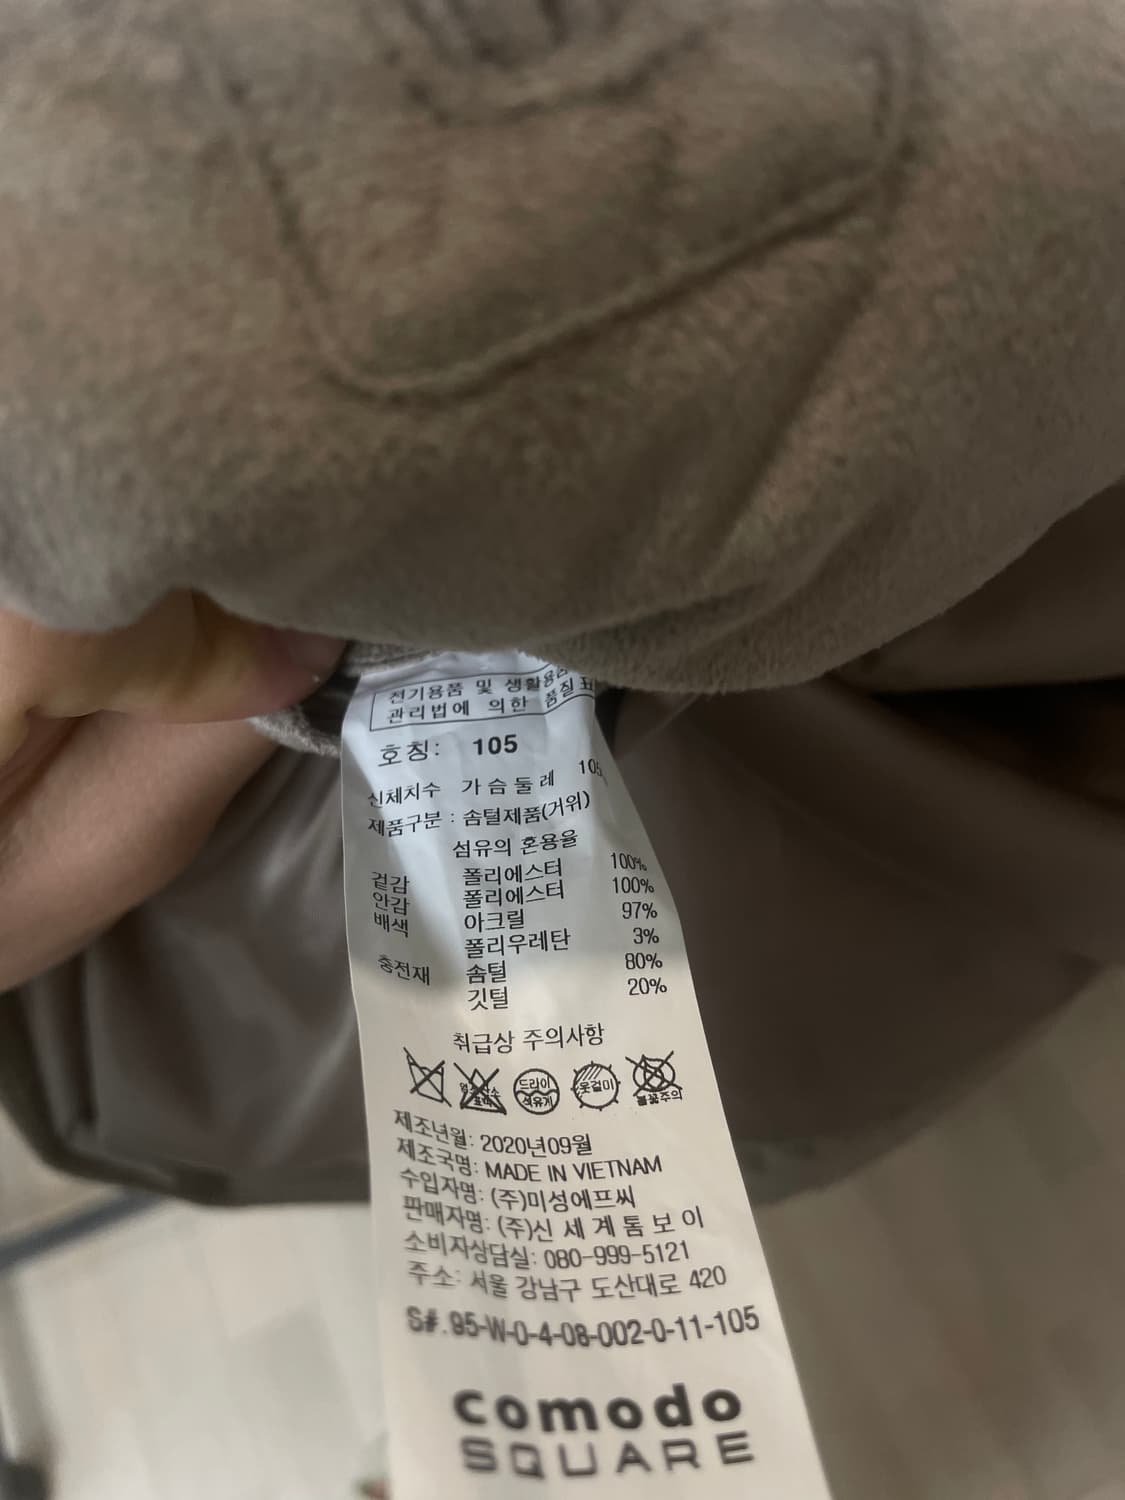 전기용품 및 생활용품
관리법에 의한 품질표
호칭: 105
신체치수 가슴둘레 105
제품구분 : 솜털제품(거위)
섬유의 혼용율
겉감 폴리에스터 100%
안감 폴리에스터 100%
배색 아크릴 97%
폴리우레탄 3%
충전재 솜털 80%
깃털 20%
취급상 주의사항
드라이 옷걸이
석유계 불꽃주의
제조년월: 2020년09월
제조국명: MADE IN VIETNAM
수입자명: (주)미성에프씨
판매자명: (주)신세계톰보이
소비자상담실: 080-999-5121
주소: 서울 강남구 도산대로 420
S#.95-W-0-4-08-002-0-11-105
comodo
SQUARE